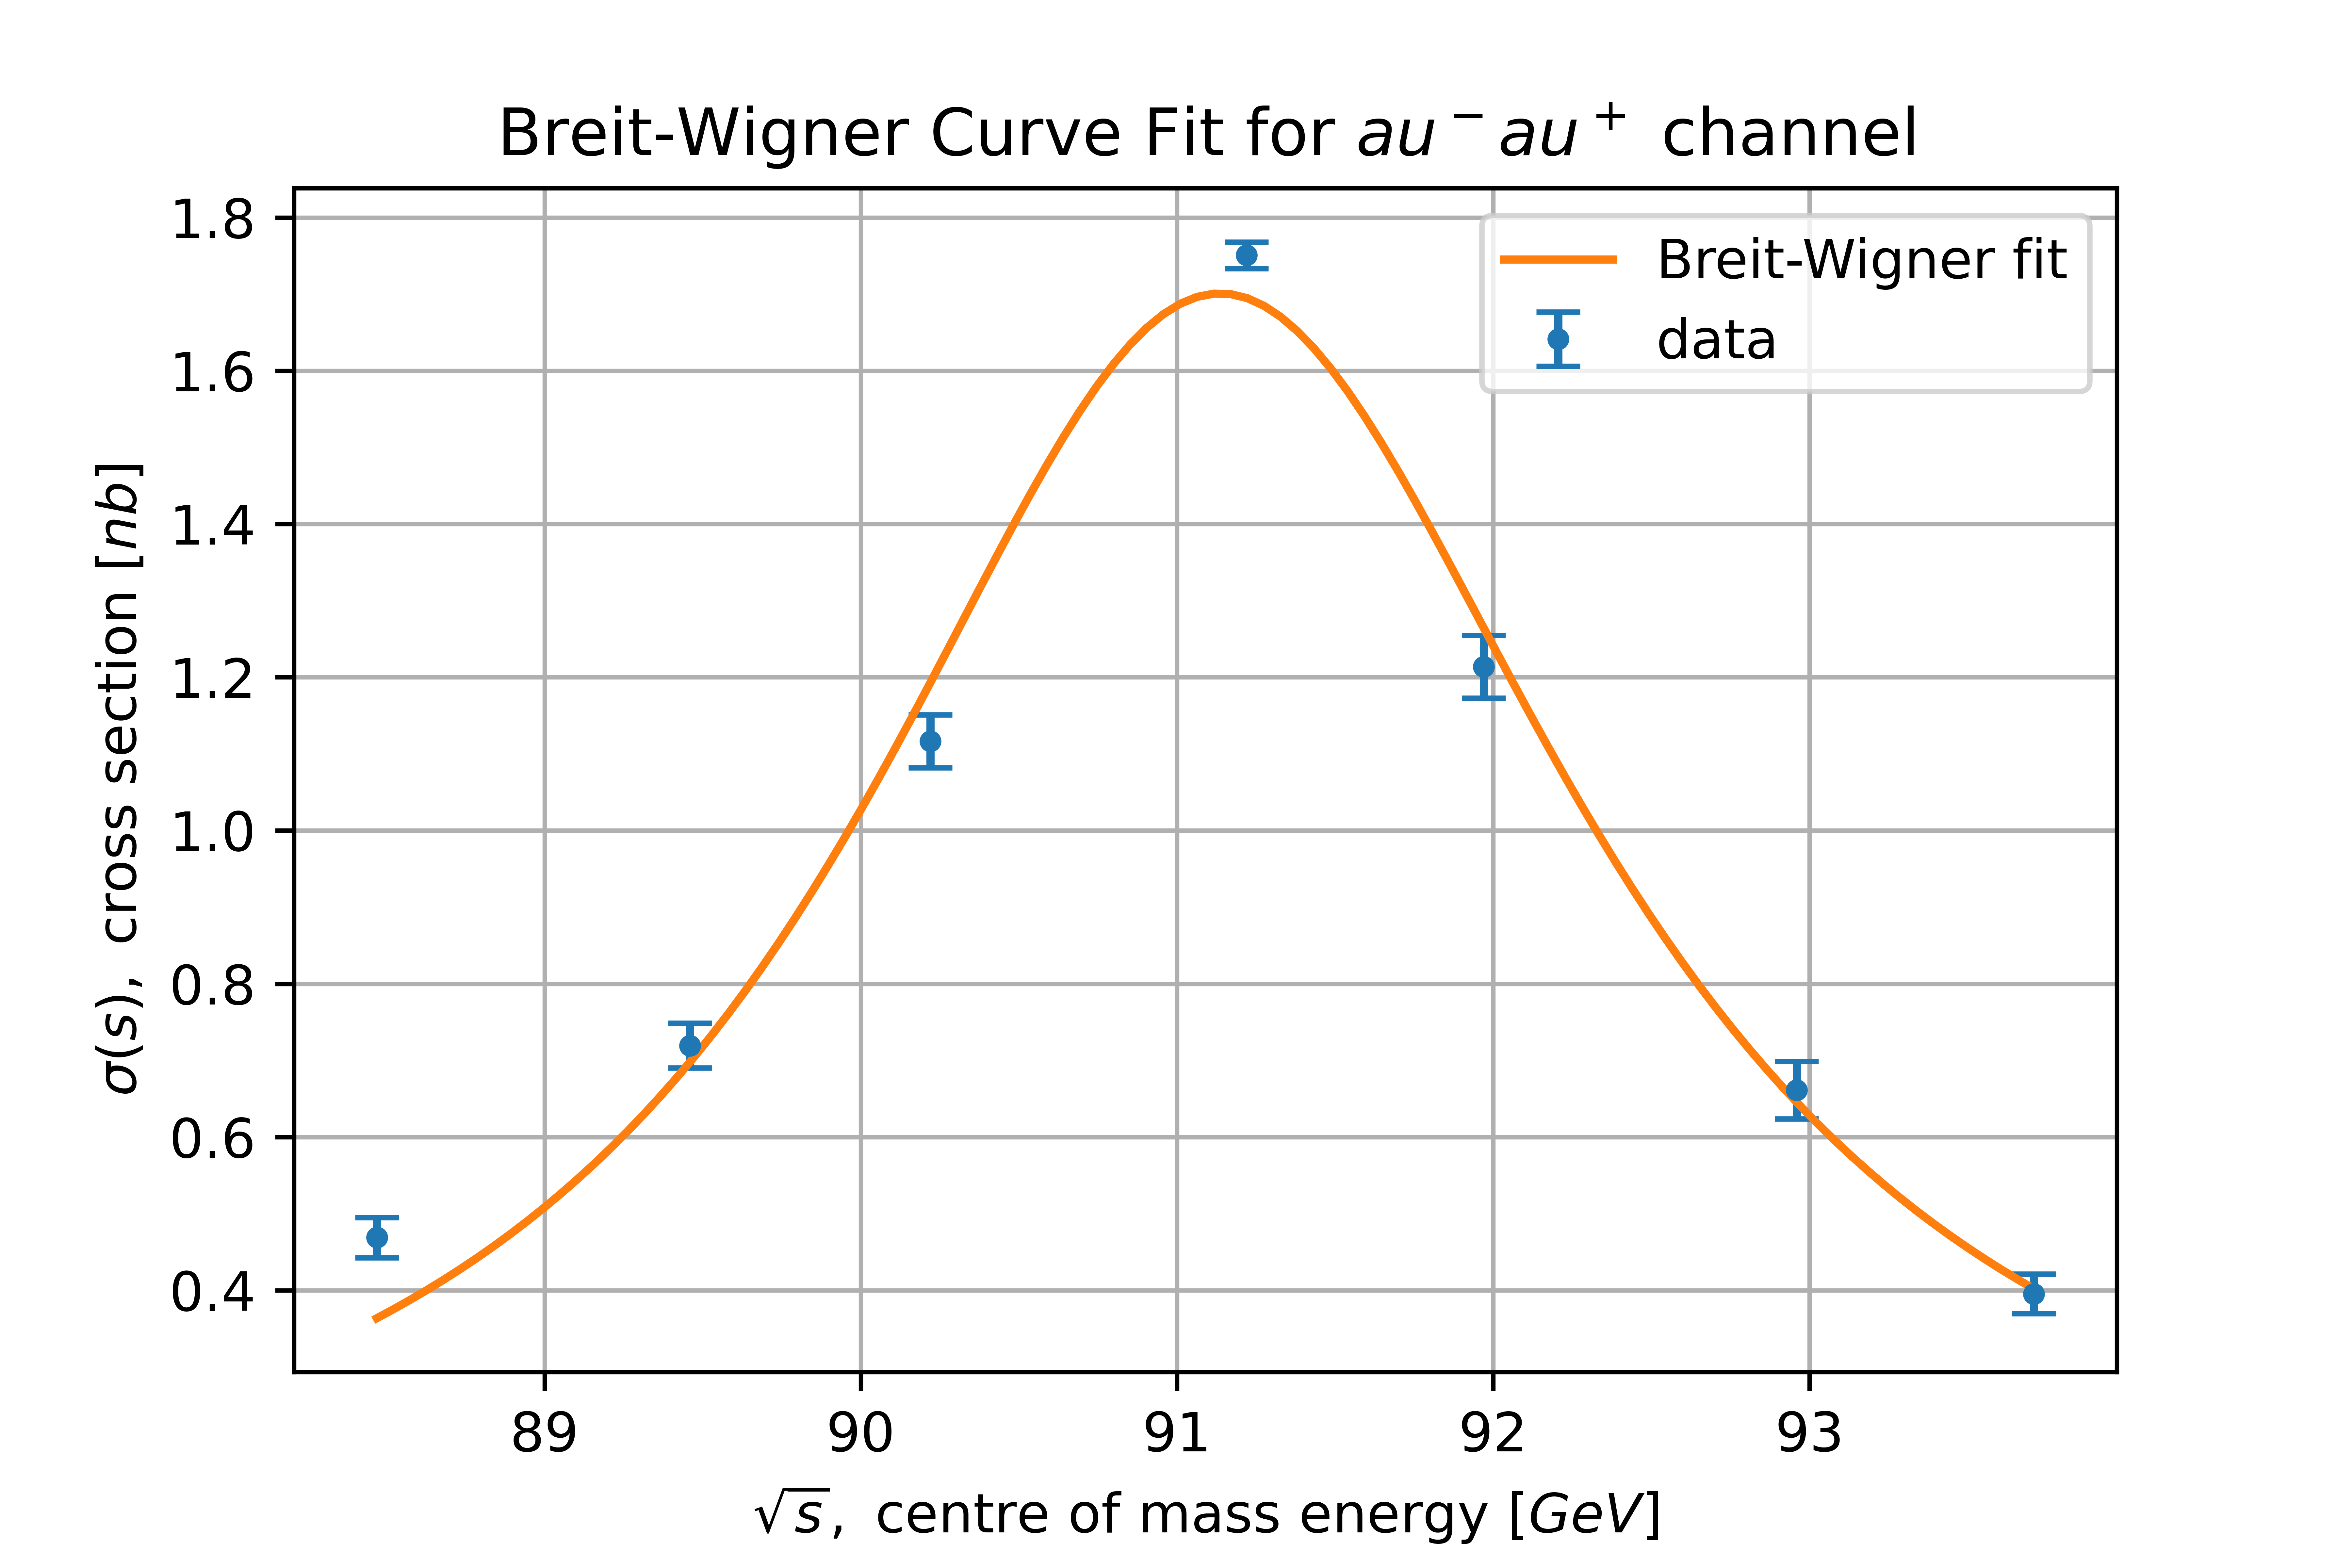 Breit-Wigner Curve Fit for au⁻au⁺ channel
Breit-Wigner fit
data
σ(s), cross section [nb]
1.8
1.6
1.4
1.2
1.0
0.8
0.6
0.4
89 90 91 92 93
√s, centre of mass energy [GeV]